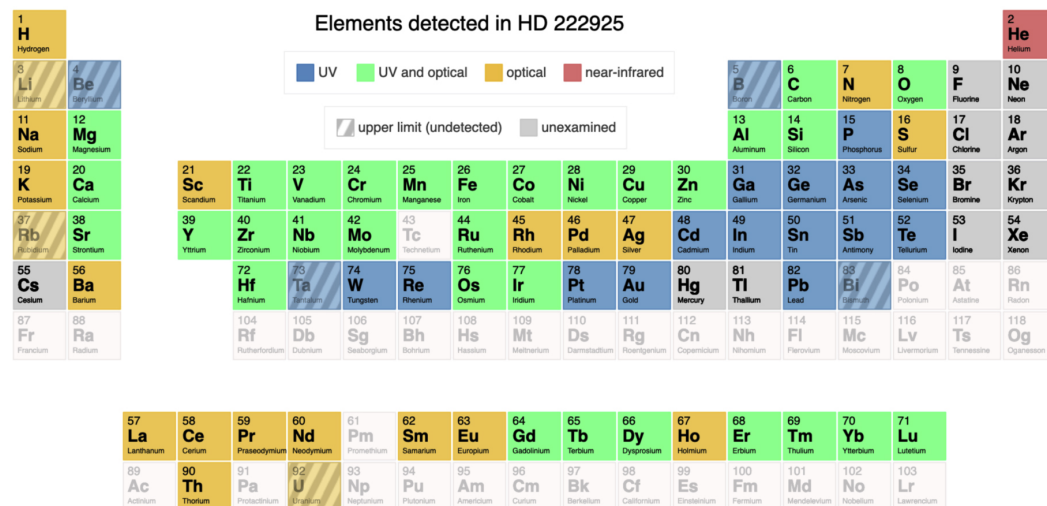 Elements detected in HD 222925
UV UV and optical optical near-infrared
upper limit (undetected) unexamined
1 2
H He
Hydrogen Helium
3 4 5 6 7 8 9 10
Li Be B C N O F Ne
Lithium Beryllium Boron Carbon Nitrogen Oxygen Fluorine Neon
11 12 13 14 15 16 17 18
Na Mg Al Si P S Cl Ar
Sodium Magnesium Aluminum Silicon Phosphorus Sulfur Chlorine Argon
19 20 21 22 23 24 25 26 27 28 29 30 31 32 33 34 35 36
K Ca Sc Ti V Cr Mn Fe Co Ni Cu Zn Ga Ge As Se Br Kr
Potassium Calcium Scandium Titanium Vanadium Chromium Manganese Iron Cobalt Nickel Copper Zinc Gallium Germanium Arsenic Selenium Bromine Krypton
37 38 39 40 41 42 43 44 45 46 47 48 49 50 51 52 53 54
Rb Sr Y Zr Nb Mo Tc Ru Rh Pd Ag Cd In Sn Sb Te I Xe
Rubidium Strontium Yttrium Zirconium Niobium Molybdenum Technetium Ruthenium Rhodium Palladium Silver Cadmium Indium Tin Antimony Tellurium Iodine Xenon
55 56 72 73 74 75 76 77 78 79 80 81 82 83 84 85 86
Cs Ba Hf Ta W Re Os Ir Pt Au Hg Tl Pb Bi Po At Rn
Cesium Barium Hafnium Tantalum Tungsten Rhenium Osmium Iridium Platinum Gold Mercury Thallium Lead Bismuth Polonium Astatine Radon
87 88 104 105 106 107 108 109 110 111 112 113 114 115 116 117 118
Fr Ra Rf Db Sg Bh Hs Mt Ds Rg Cn Nh Fl Mc Lv Ts Og
Francium Radium Rutherfordium Dubnium Seaborgium Bohrium Hassium Meitnerium Darmstadtium Roentgenium Copernicium Nihomium Flerovium Moscovium Livermorium Tennessine Oganesson
57 58 59 60 61 62 63 64 65 66 67 68 69 70 71
La Ce Pr Nd Pm Sm Eu Gd Tb Dy Ho Er Tm Yb Lu
Lanthanum Cerium Praseodymium Neodymium Promethium Samarium Europium Gadolinium Terbium Dysprosium Holmium Erbium Thulium Ytterbium Lutetium
89 90 91 92 93 94 95 96 97 98 99 100 101 102 103
Ac Th Pa U Np Pu Am Cm Bk Cf Es Fm Md No Lr
Actinium Thorium Protactinium Uranium Neptunium Plutonium Americium Curium Berkelium Californium Einsteinium Fermium Mendelevium Nobelium Lawrencium